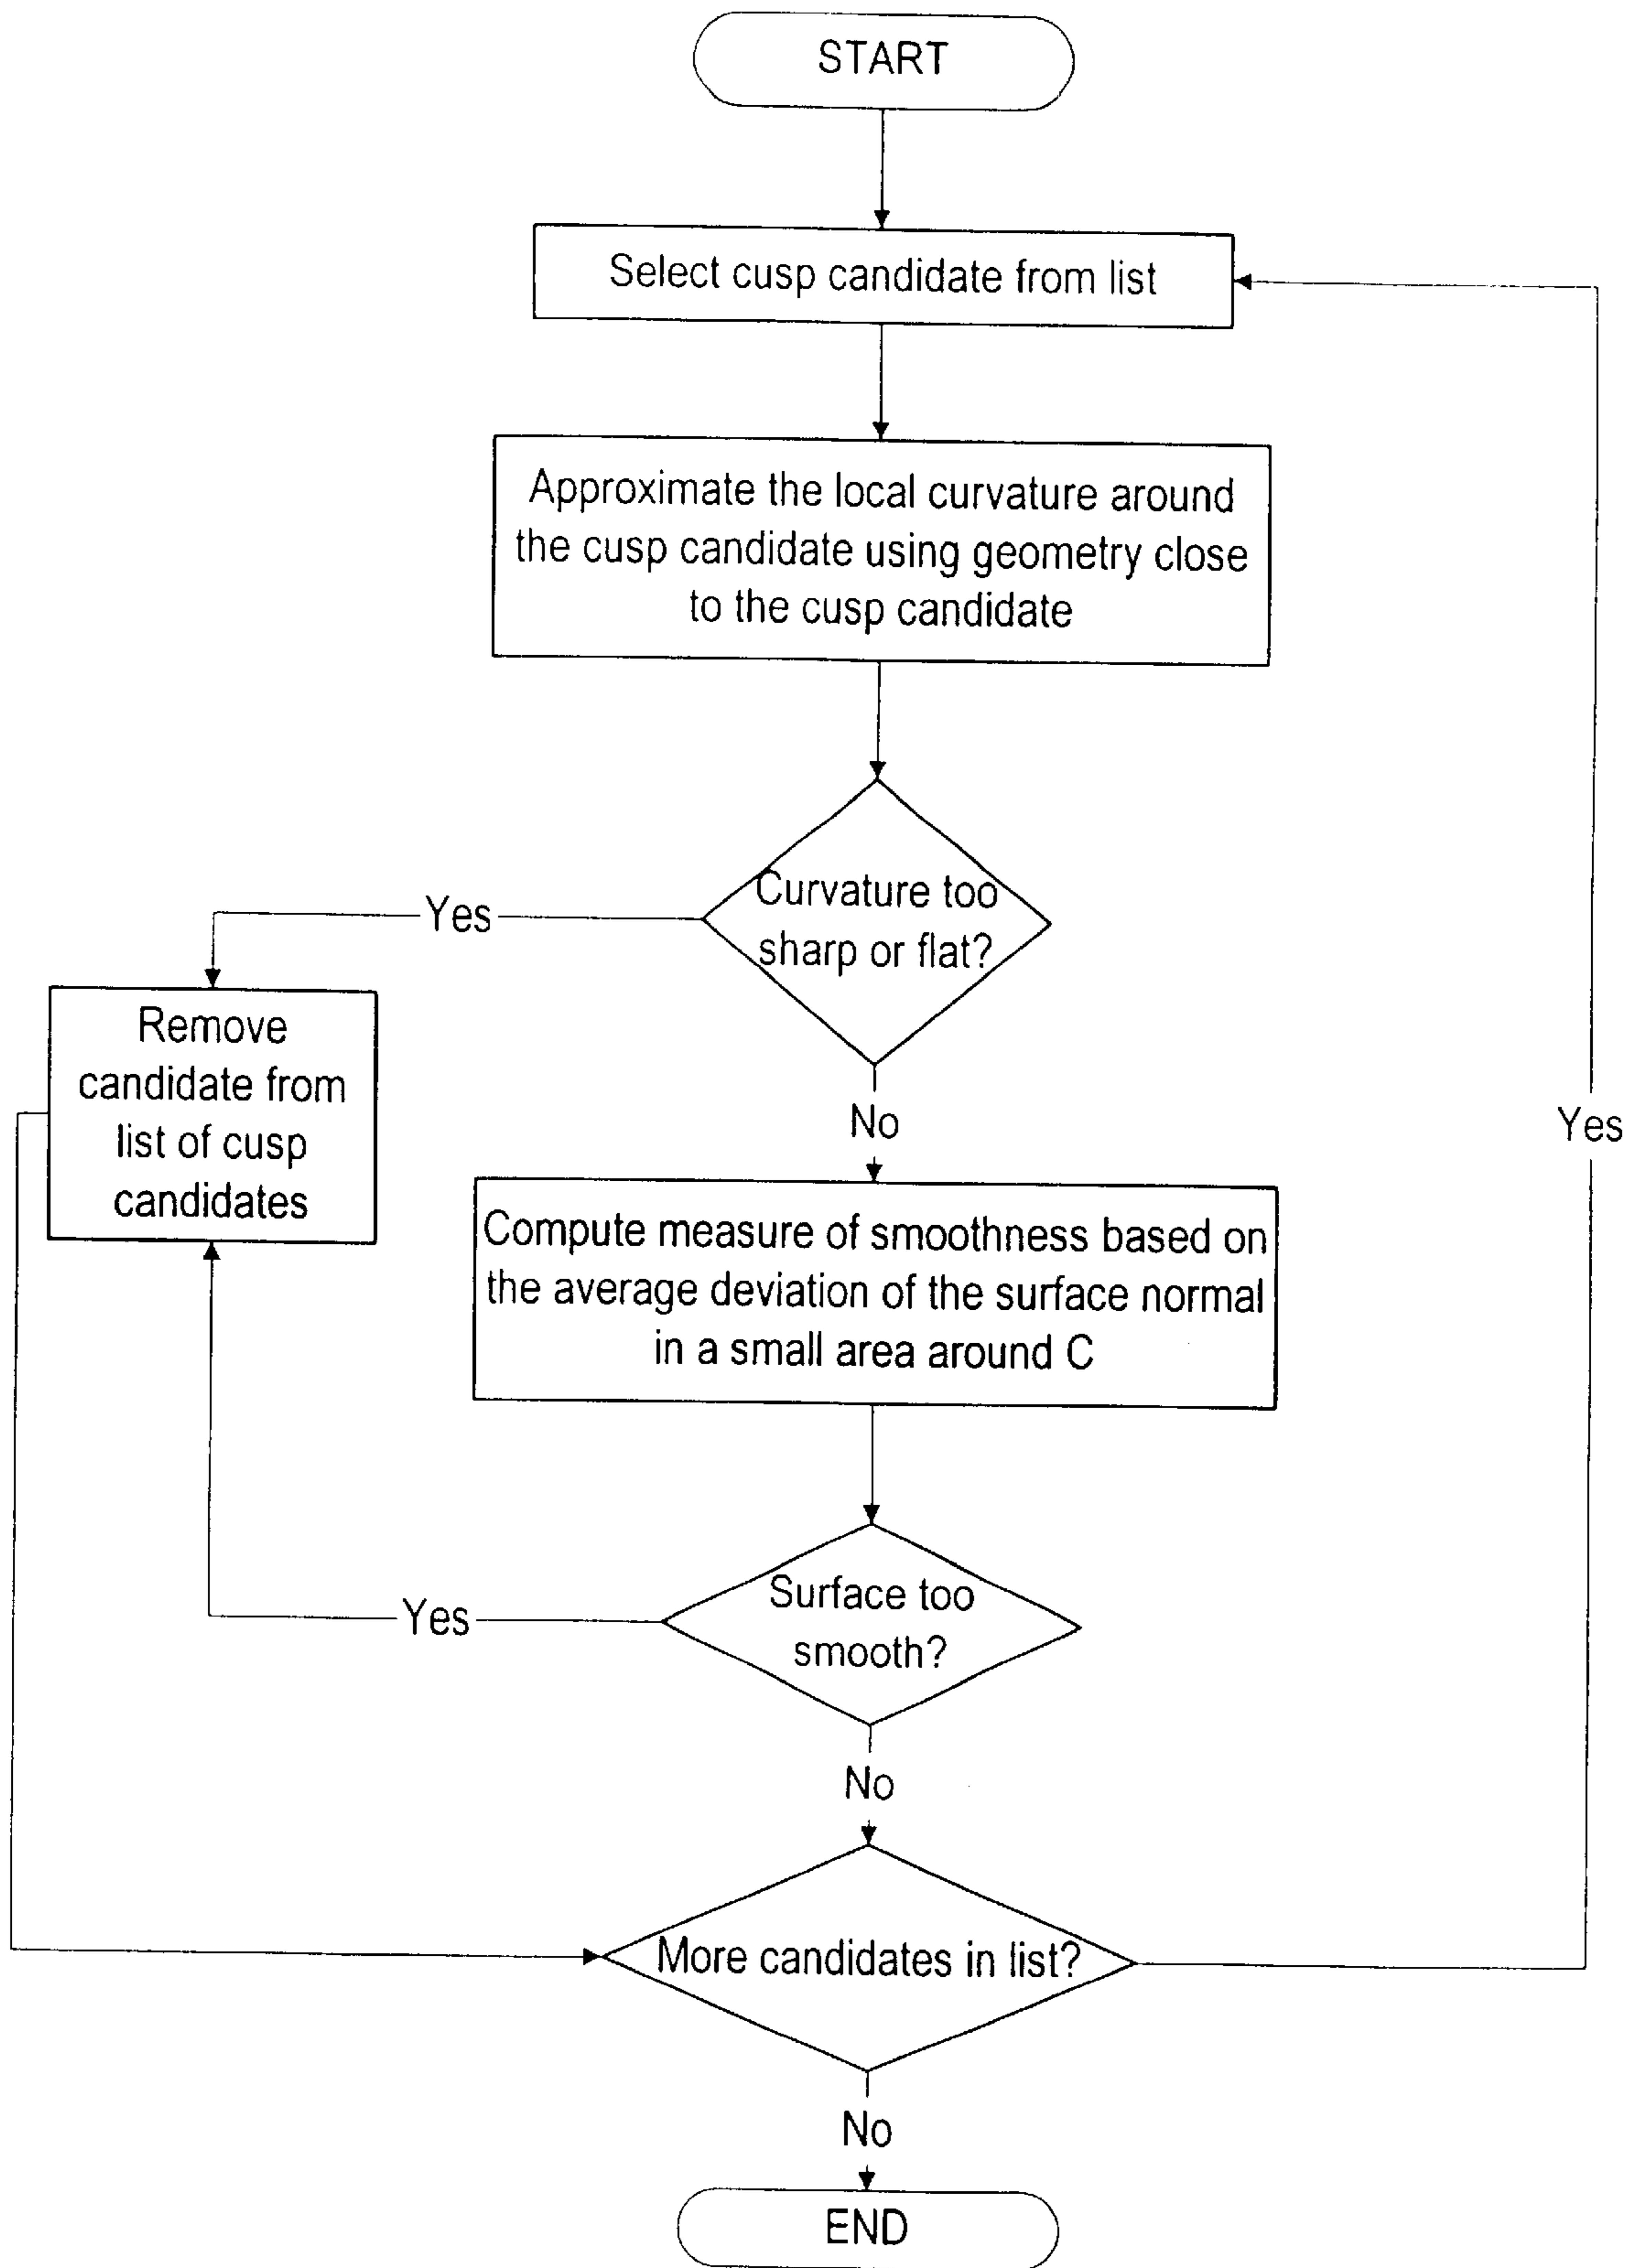 START
Select cusp candidate from list
Approximate the local curvature around
the cusp candidate using geometry close
to the cusp candidate
Curvature too
sharp or flat?
Yes
Remove
candidate from
list of cusp
candidates
No
Yes
Compute measure of smoothness based on
the average deviation of the surface normal
in a small area around C
Surface too
smooth?
Yes
No
More candidates in list?
No
END